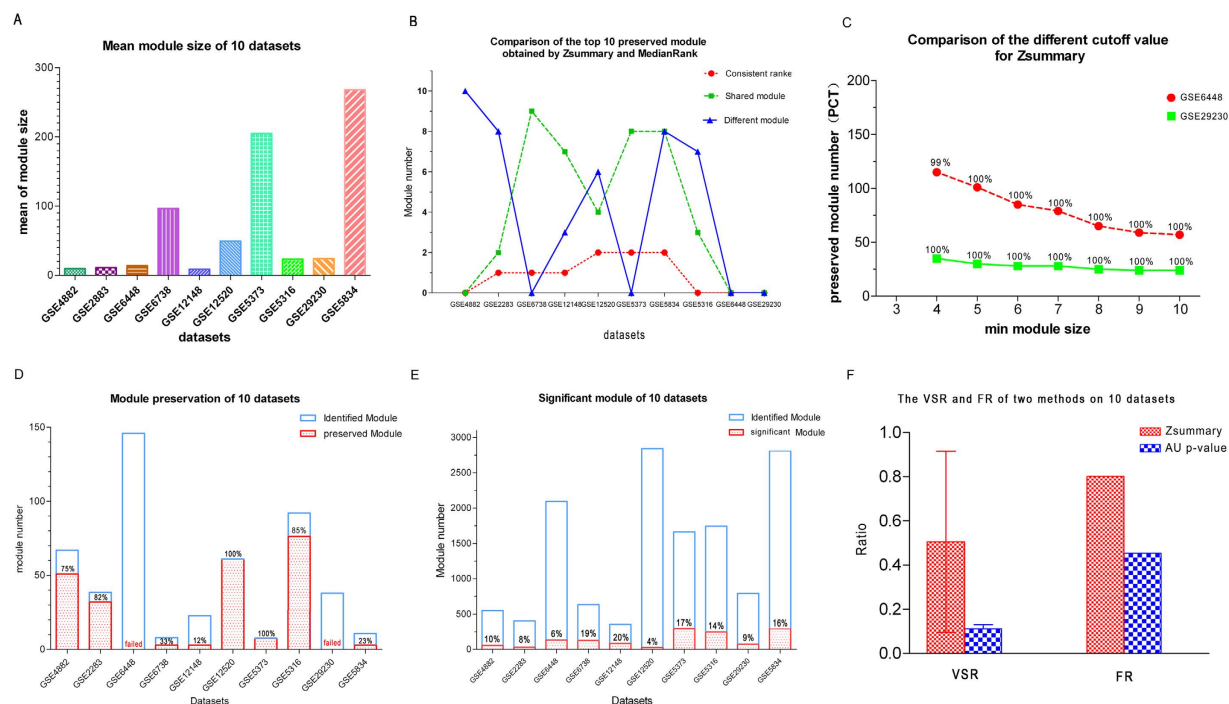 A
Mean module size of 10 datasets
mean of module size
300
200
100
0
GSE4882
GSE2883
GSE6448
GSE6738
GSE12148
GSE12520
GSE5373
GSE5316
GSE29230
GSE5834
datasets
B
Comparison of the top 10 preserved module
obtained by Zsummary and MedianRank
Consistent ranke
Shared module
Different module
Module number
10
8
6
4
2
0
GSE4882
GSE2283
GSE6738
GSE12148
GSE12520
GSE5373
GSE5834
GSE5316
GSE6448
GSE29230
datasets
C
Comparison of the different cutoff value
for Zsummary
GSE6448
GSE29230
preserved module number (PCT)
200
150
100
50
0
99%
100%
100%
100%
100%
100%
100%
100%
100%
100%
100%
100%
100%
100%
3 4 5 6 7 8 9 10
min module size
D
Module preservation of 10 datasets
Identified Module
preserved Module
module number
150
100
50
0
75%
82%
failed
33%
12%
100%
100%
85%
failed
23%
GSE4882
GSE2283
GSE6448
GSE6738
GSE12148
GSE12520
GSE5373
GSE5316
GSE29230
GSE5834
Datasets
E
Significant module of 10 datasets
Identified Module
significant Module
Module number
3000
2500
2000
1500
1000
500
0
10%
8%
6%
19%
20%
4%
17%
14%
9%
16%
GSE4882
GSE2283
GSE6448
GSE6738
GSE12148
GSE12520
GSE5373
GSE5316
GSE29230
GSE5834
Datasets
F
The VSR and FR of two methods on 10 datasets
Zsummary
AU p-value
Ratio
1.0
0.8
0.6
0.4
0.2
0.0
VSR
FR